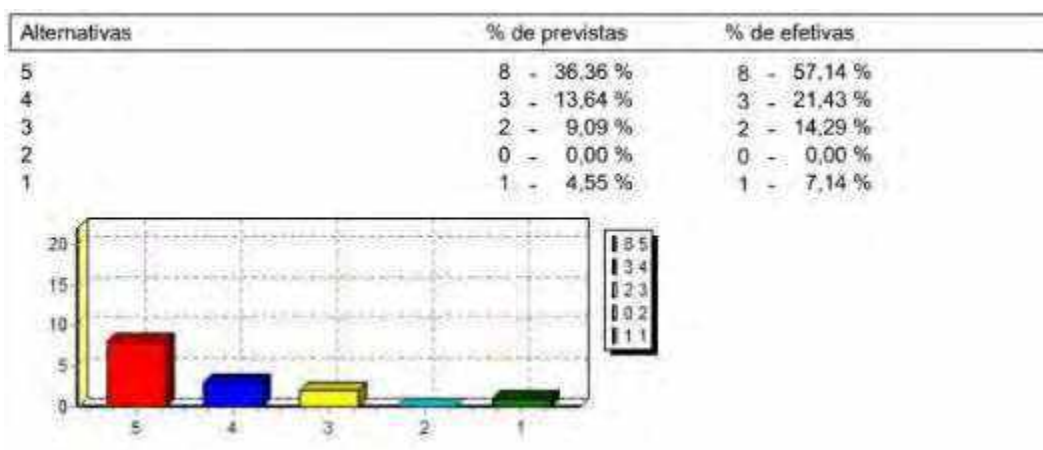 Alternativas % de previstas % de efetivas
5 8 - 36,36 % 8 - 57,14 %
4 3 - 13,64 % 3 - 21,43 %
3 2 - 9,09 % 2 - 14,29 %
2 0 - 0,00 % 0 - 0,00 %
1 1 - 4,55 % 1 - 7,14 %
20
15
10
5
0
5 4 3 2 1
8 5
3 4
2 3
0 2
1 1